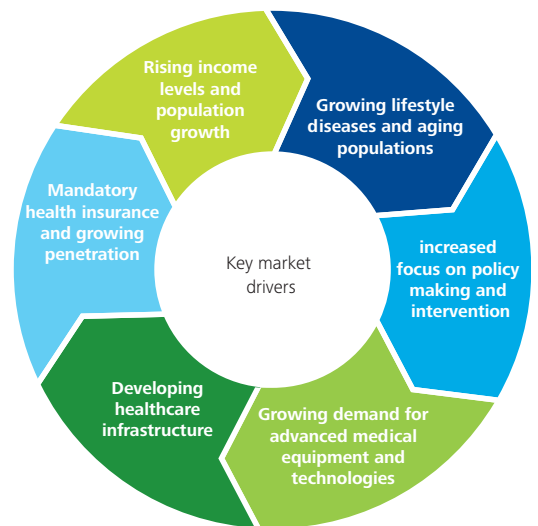 Rising income
levels and
population
growth
Growing lifestyle
diseases and aging
populations
increased
focus on policy
making and
intervention
Growing demand for
advanced medical
equipment and
technologies
Developing
healthcare
infrastructure
Mandatory
health insurance
and growing
penetration
Key market
drivers